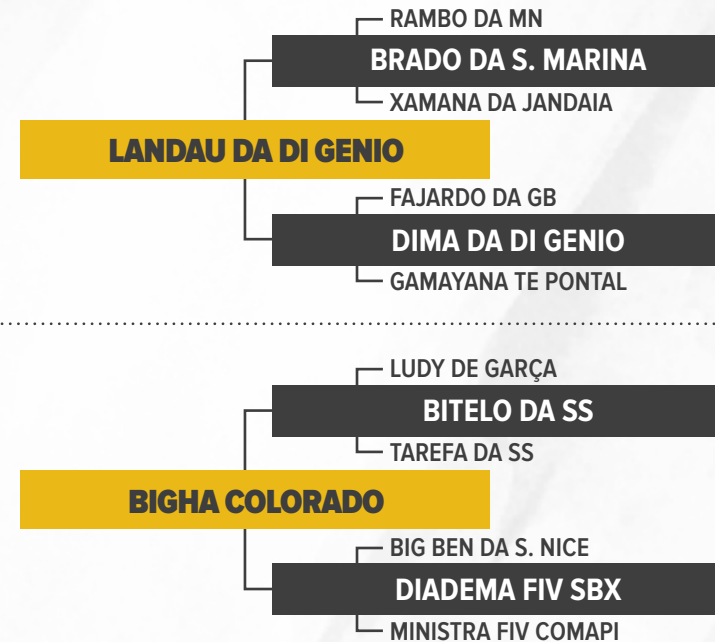 RAMBO DA MN
BRADO DA S. MARINA
XAMANA DA JANDAIA
LANDAU DA DI GENIO
FAJARDO DA GB
DIMA DA DI GENIO
GAMAYANA TE PONTAL
LUDY DE GARÇA
BITELO DA SS
TAREFA DA SS
BIGHA COLORADO
BIG BEN DA S. NICE
DIADEMA FIV SBX
MINISTRA FIV COMAPI